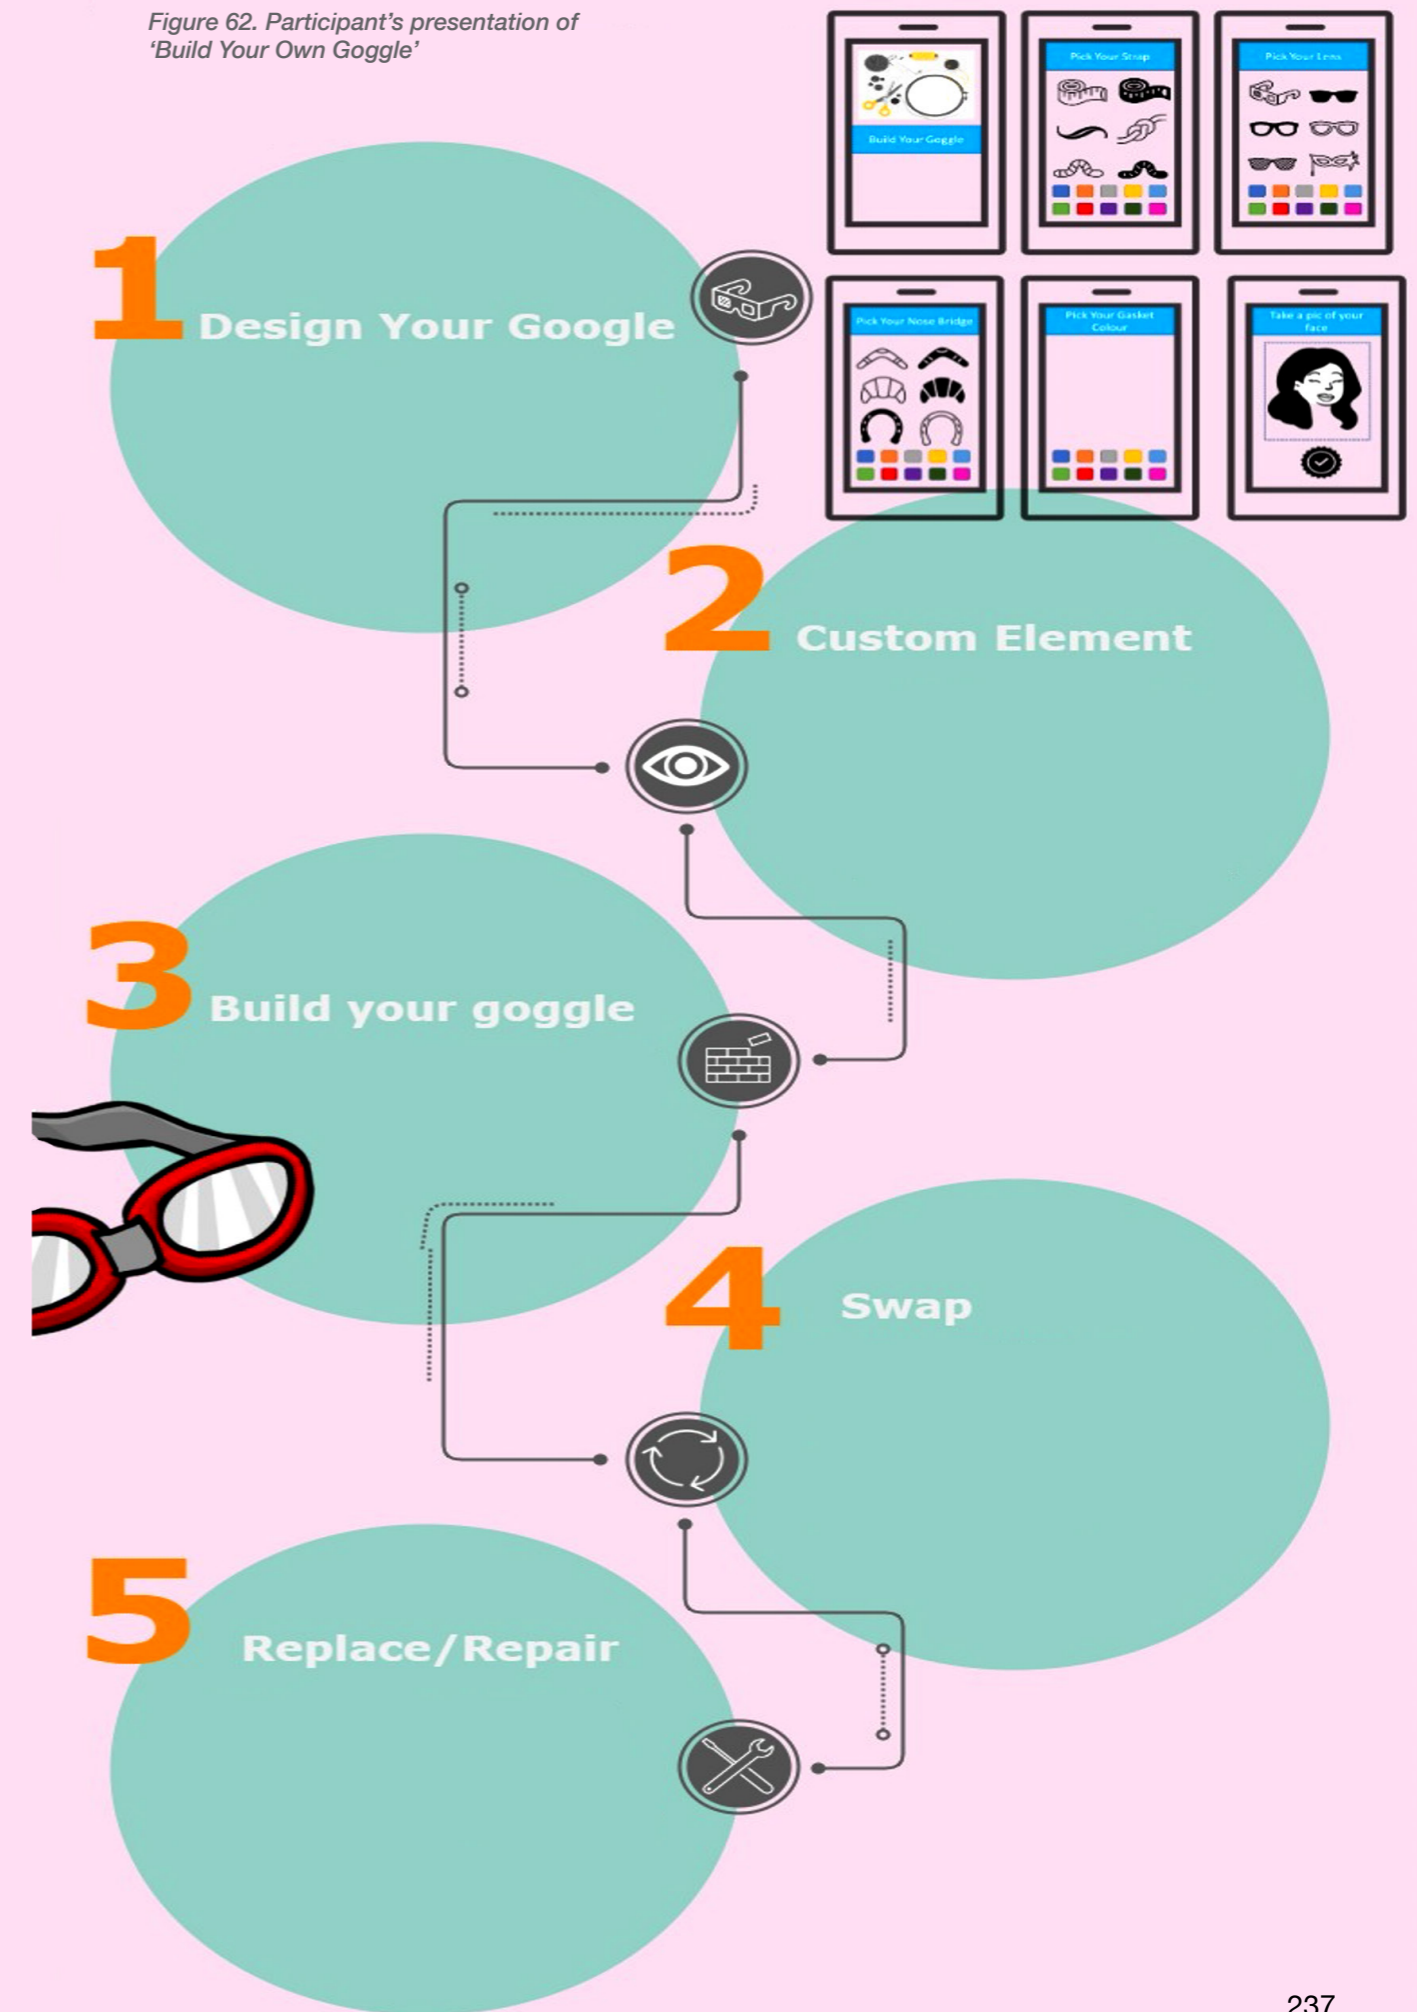 Figure 62. Participant's presentation of
'Build Your Own Goggle'
Build Your Goggle
Pick Your Strap
Pick Your Lens
Pick Your Nose Bridge
Pick Your Gasket
Colour
Take a pic of your
face
1
Design Your Google
2
Custom Element
3
Build your goggle
4
Swap
5
Replace/Repair
237